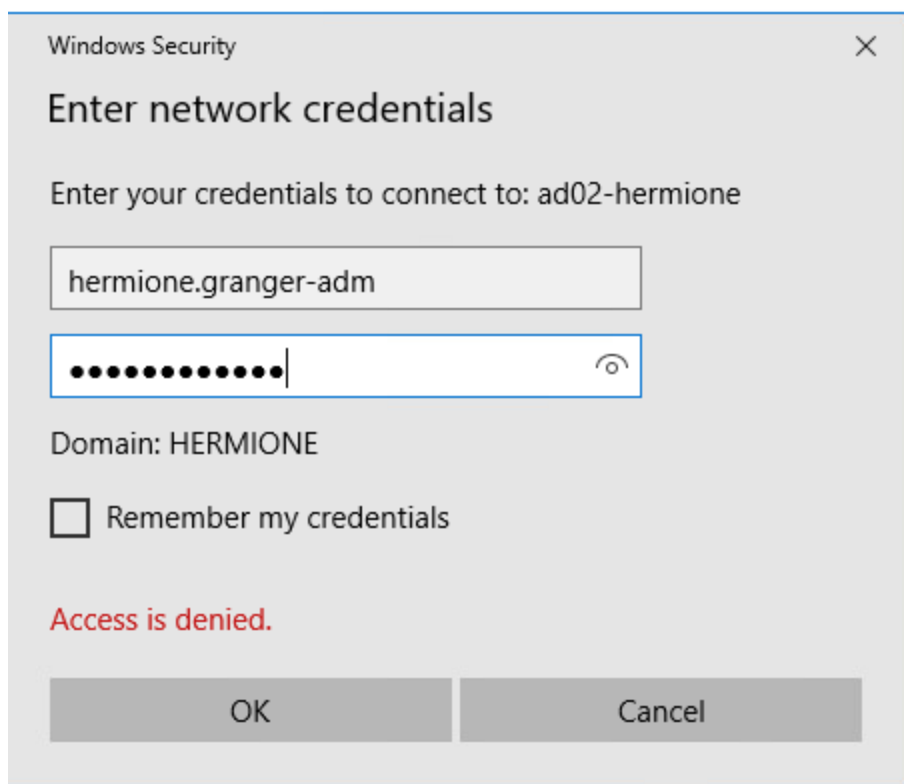 Windows Security
Enter network credentials
Enter your credentials to connect to: ad02-hermione
hermione.granger-adm
●●●●●●●●●●●●
Domain: HERMIONE
Remember my credentials
Access is denied.
OK
Cancel